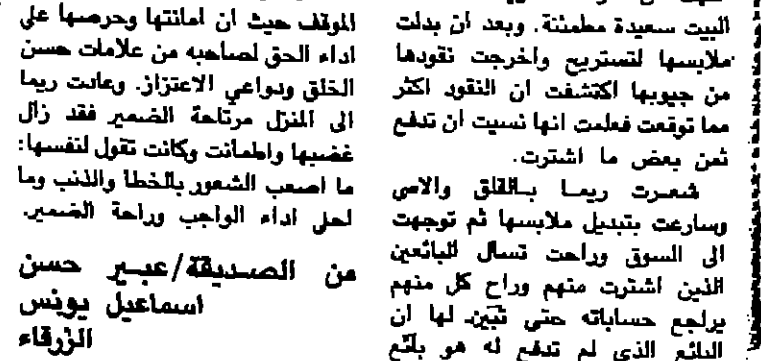 البيت سعيدة مطمئنة. وبعد ان بدلت
ملابسها لتستريح واخرجت نقودها
من جيوبها اكتشفت ان النقود اكثر
مما توقعت فعلمت انها نسيت ان تدفع
ثمن بعض ما اشترت.
شعرت ريما بالقلق والاسى
وسارعت بتبديل ملابسها ثم توجهت
الى السوق وراحت تسأل البائعين
الذين اشترت منهم وراح كل منهم
يراجع حساباته حتى تبين لها ان
البائع الذي لم تدفع له هو بائع
الموقف حيث ان امانتها وحرصها على
اداء الحق لصاحبه من علامات حسن
الخلق ودواعي الاعتزاز. وعادت ريما
الى المنزل مرتاحة الضمير فقد زال
غضبها واطمأنت وكانت تقول لنفسها:
ما اصعب الشعور بالخطأ والذنب وما
احلى اداء الواجب وراحة الضمير.
من الصديقة/عبير حسن
اسماعيل يونس
الزرقاء